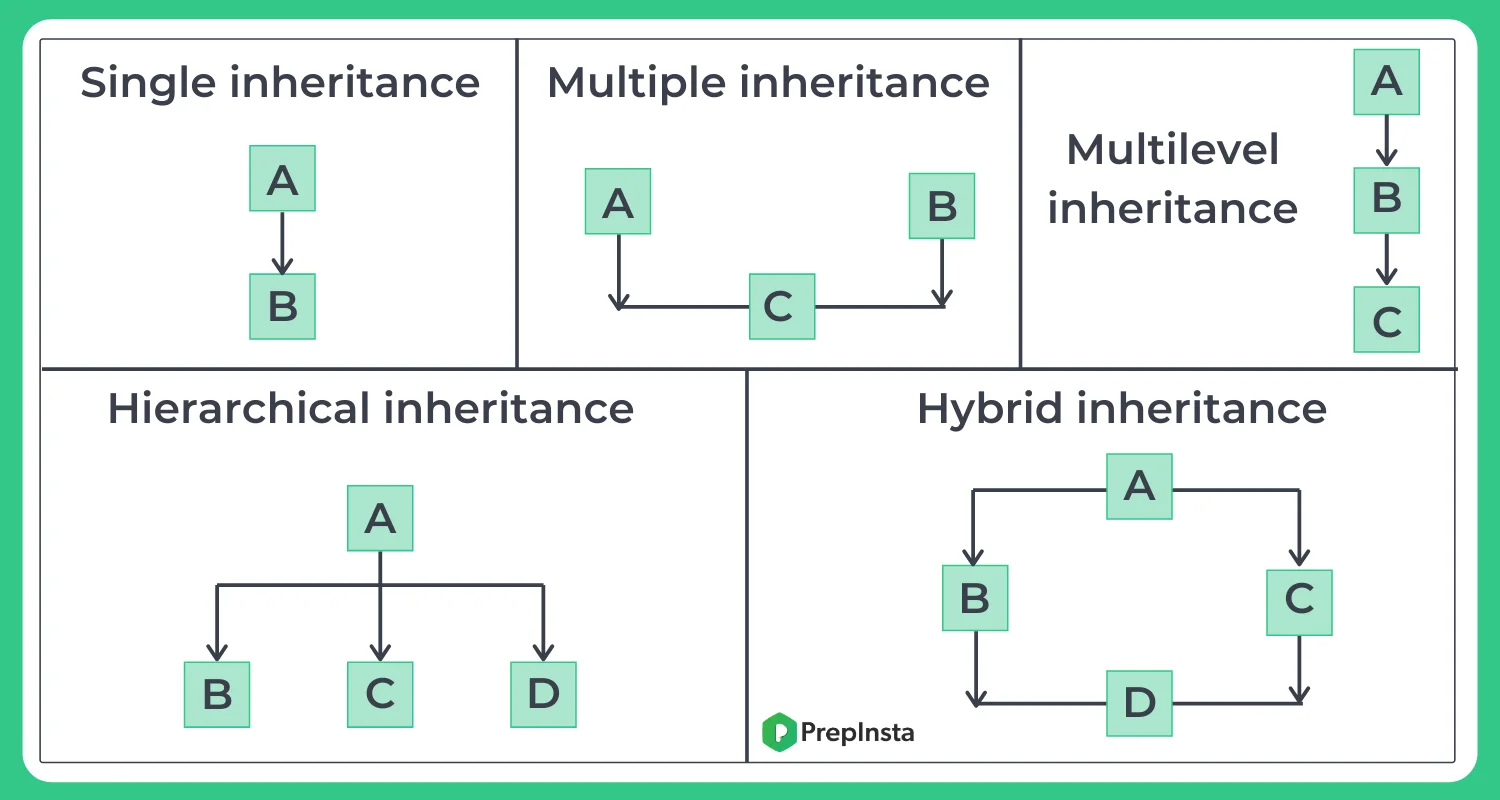 Single inheritance
A
B
Multiple inheritance
A
B
C
Multilevel
inheritance
A
B
C
Hierarchical inheritance
A
B C D
Hybrid inheritance
A
B
C
D
PrepInsta